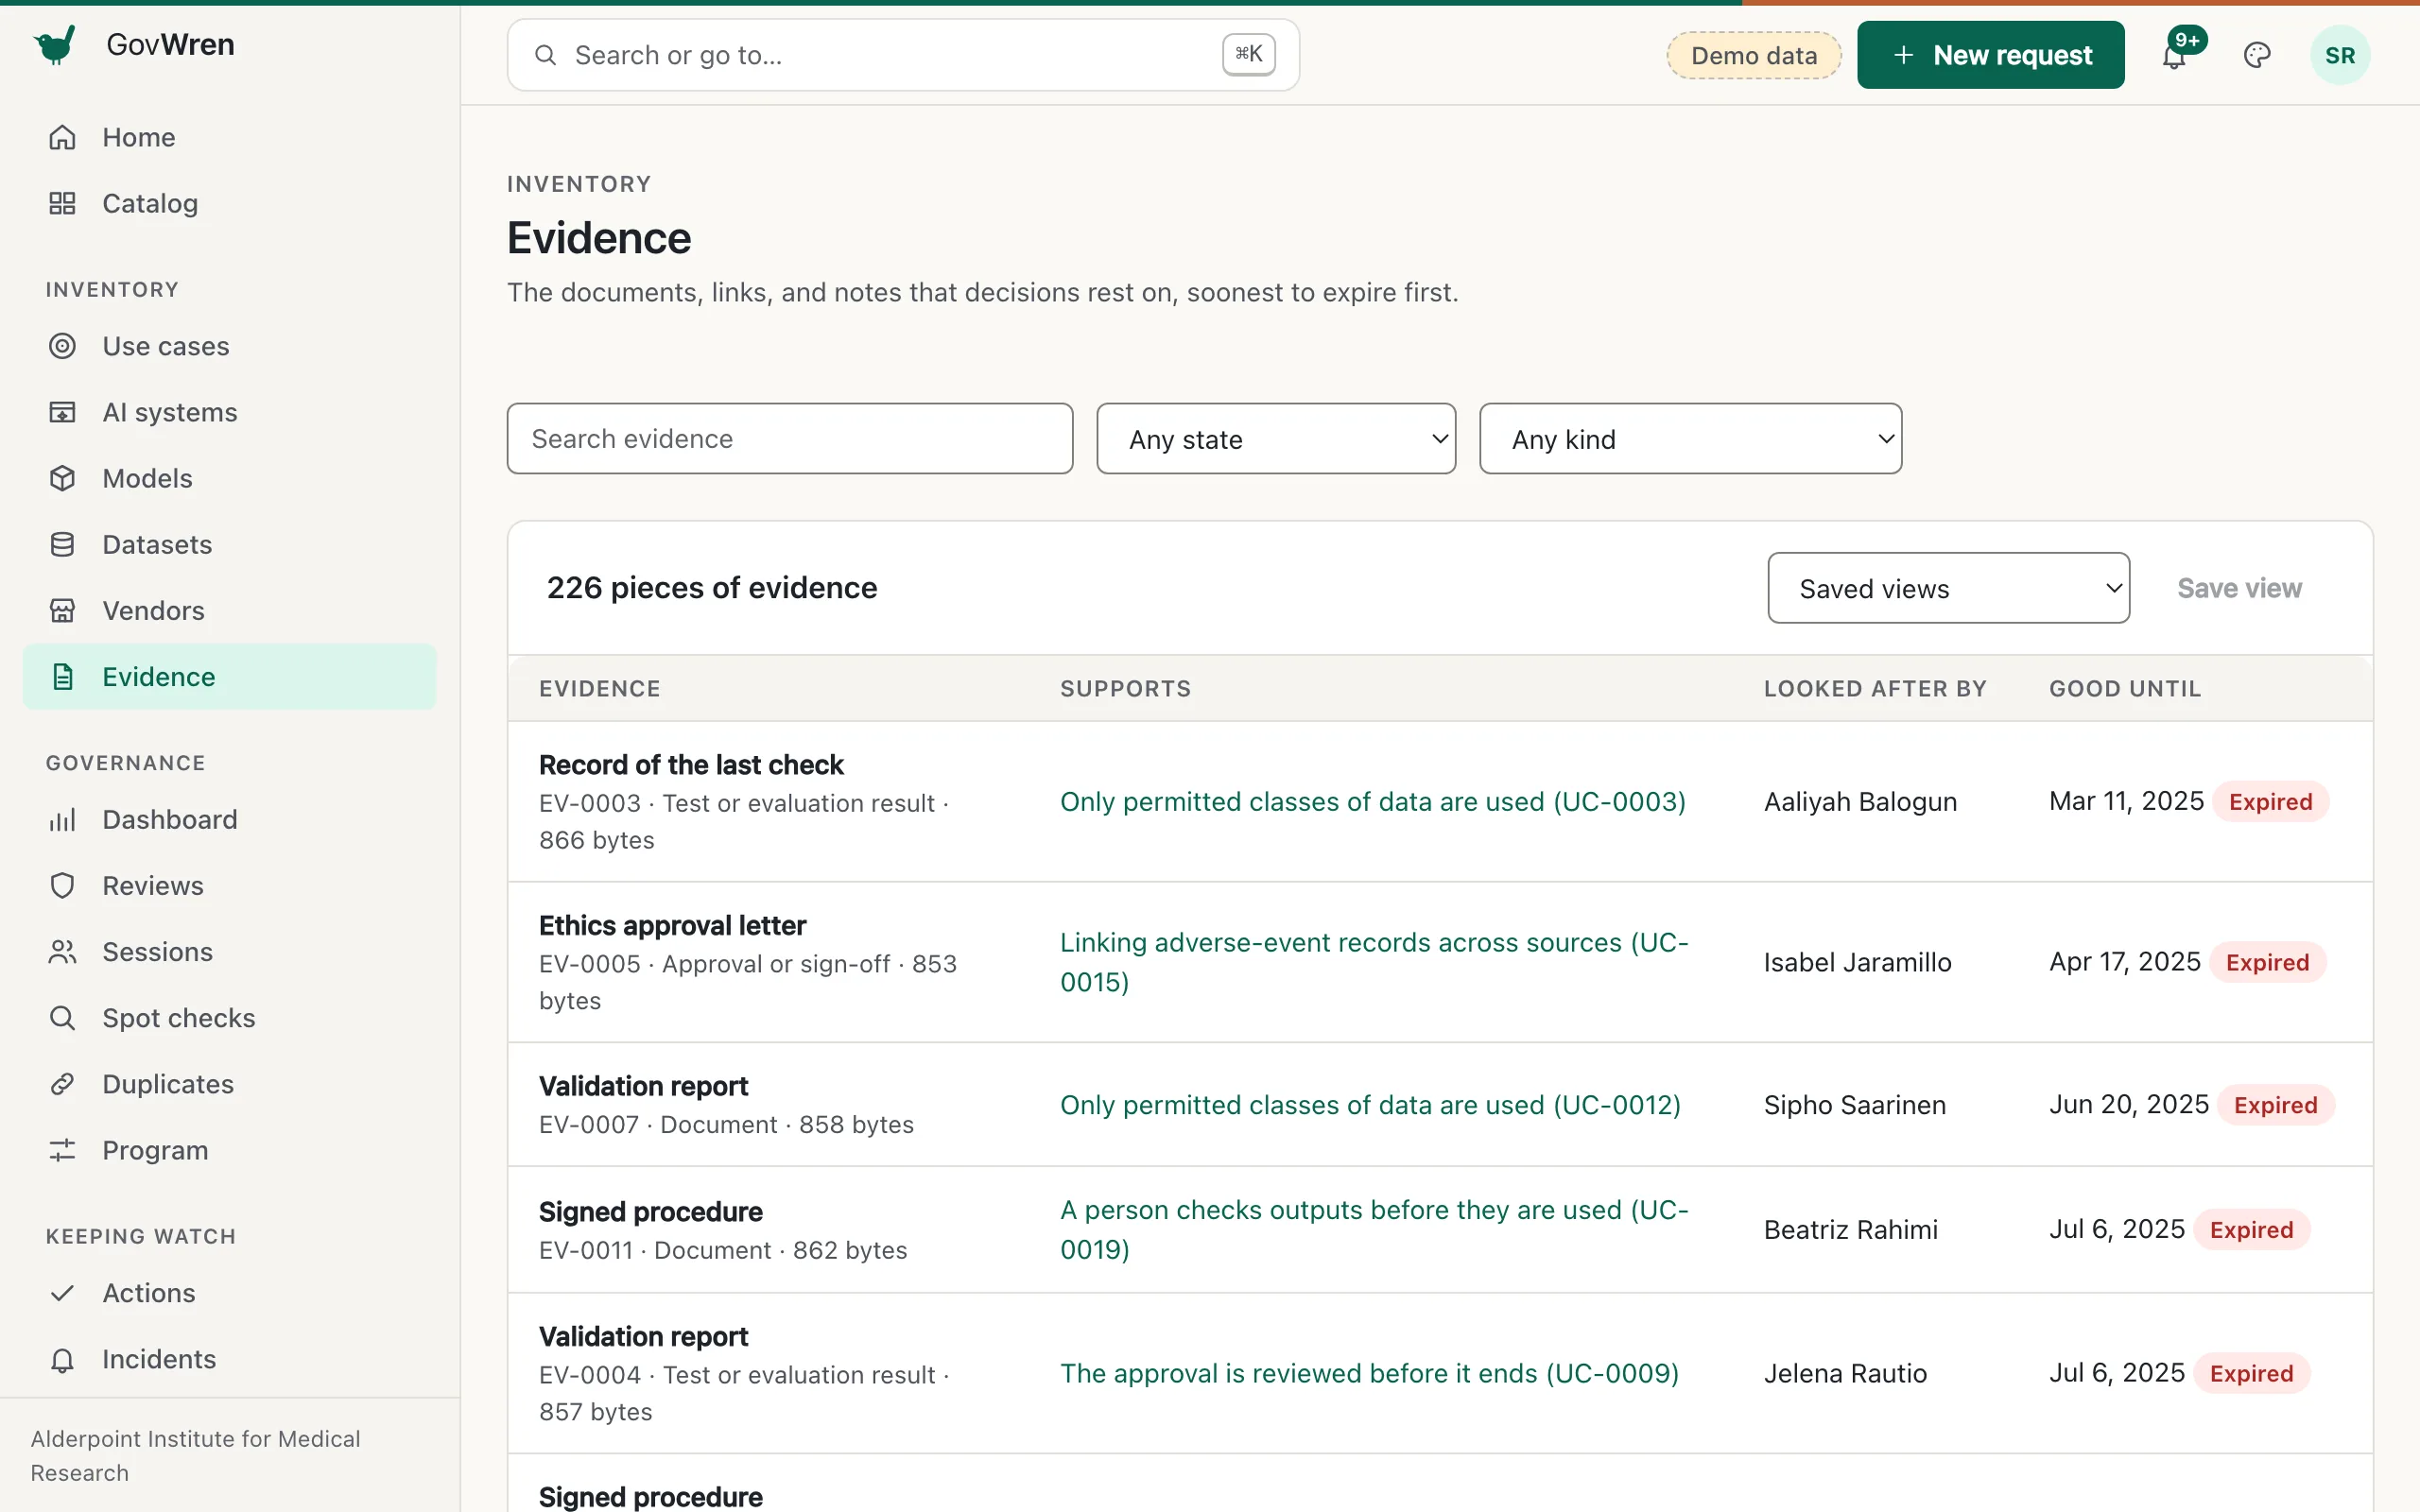 GovWren
Search or go to...
⌘K
Demo data
New request
9+
SR
Home
Catalog
INVENTORY
Use cases
AI systems
Models
Datasets
Vendors
Evidence
GOVERNANCE
Dashboard
Reviews
Sessions
Spot checks
Duplicates
Program
KEEPING WATCH
Actions
Incidents
Alderpoint Institute for Medical
Research
INVENTORY
Evidence
The documents, links, and notes that decisions rest on, soonest to expire first.
Search evidence
Any state
Any kind
226 pieces of evidence
Saved views
Save view
EVIDENCE SUPPORTS LOOKED AFTER BY GOOD UNTIL
Record of the last check
EV-0003 · Test or evaluation result ·
866 bytes
Only permitted classes of data are used (UC-0003)
Aaliyah Balogun
Mar 11, 2025 Expired
Ethics approval letter
EV-0005 · Approval or sign-off · 853
bytes
Linking adverse-event records across sources (UC-
0015)
Isabel Jaramillo
Apr 17, 2025 Expired
Validation report
EV-0007 · Document · 858 bytes
Only permitted classes of data are used (UC-0012)
Sipho Saarinen
Jun 20, 2025 Expired
Signed procedure
EV-0011 · Document · 862 bytes
A person checks outputs before they are used (UC-
0019)
Beatriz Rahimi
Jul 6, 2025 Expired
Validation report
EV-0004 · Test or evaluation result ·
857 bytes
The approval is reviewed before it ends (UC-0009)
Jelena Rautio
Jul 6, 2025 Expired
Signed procedure